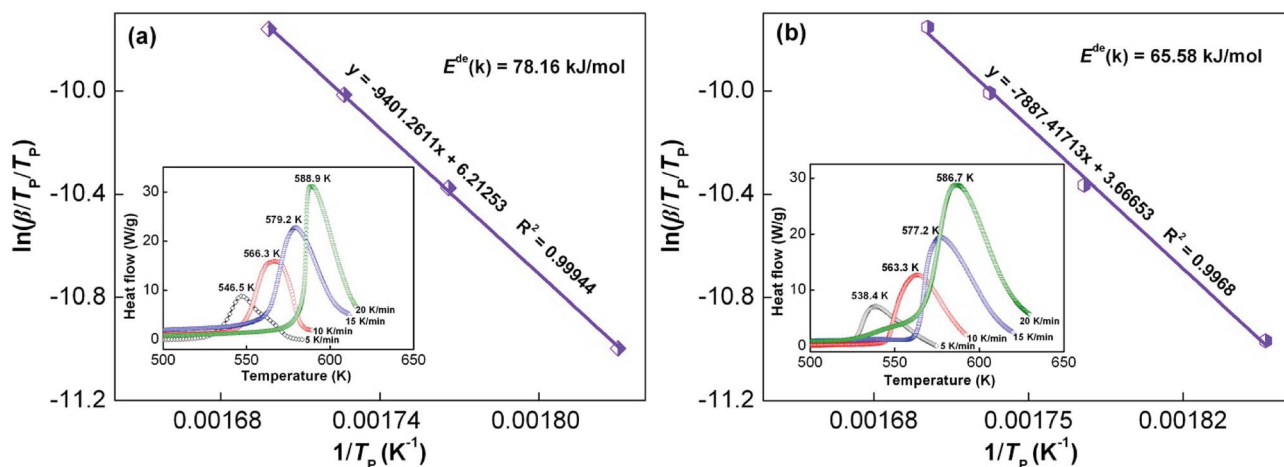 (a)
E^de(k) = 78.16 kJ/mol
y = -9401.2611x + 6.21253 R² = 0.99944
ln(β/T_P/T_P)
-10.0
-10.4
-10.8
-11.2
0.00168
0.00174
0.00180
1/T_P (K⁻¹)
Heat flow (W/g)
30
20
10
0
588.9 K
579.2 K
566.3 K
546.5 K
20 K/min
15 K/min
10 K/min
5 K/min
500
550
600
650
Temperature (K)
(b)
E^de(k) = 65.58 kJ/mol
y = -7887.41713x + 3.66653 R² = 0.9968
ln(β/T_P/T_P)
-10.0
-10.4
-10.8
-11.2
0.00168
0.00175
0.00182
1/T_P (K⁻¹)
Heat flow (W/g)
30
20
10
0
586.7 K
577.2 K
563.3 K
538.4 K
20 K/min
15 K/min
10 K/min
5 K/min
500
550
600
650
Temperature (K)